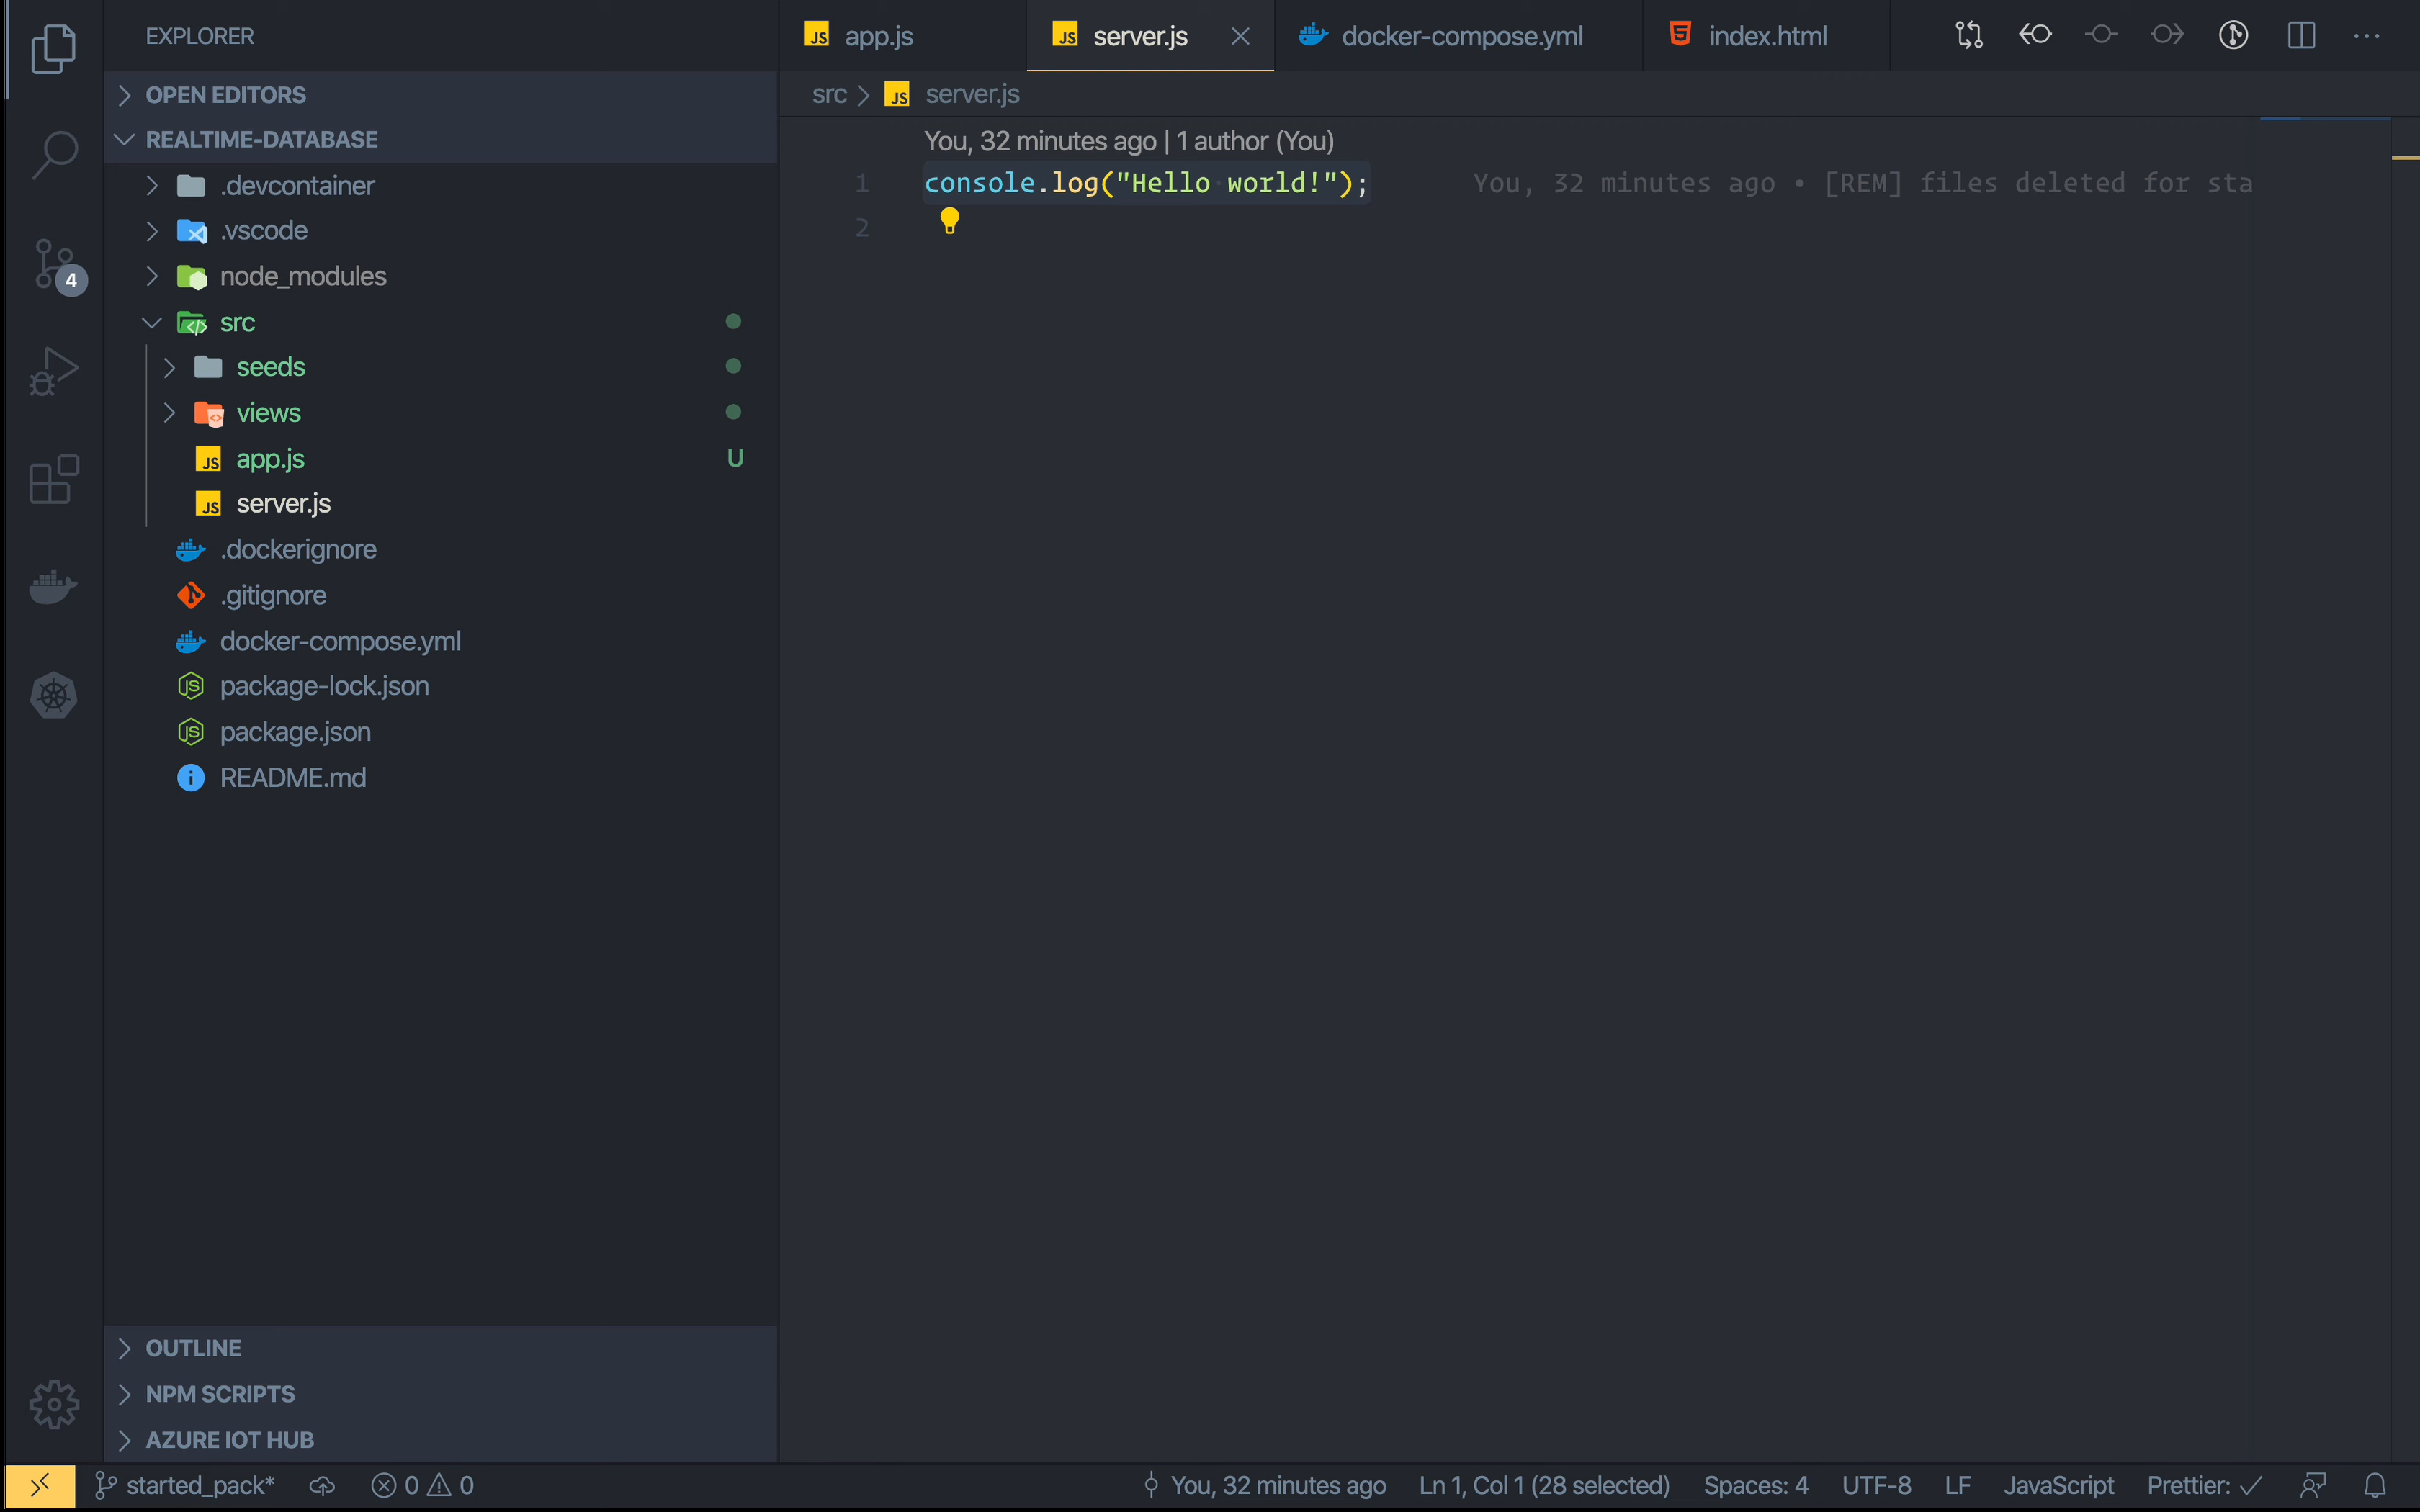 EXPLORER
OPEN EDITORS
REALTIME-DATABASE
.devcontainer
.vscode
node_modules
src
seeds
views
app.js U
server.js
.dockerignore
.gitignore
docker-compose.yml
package-lock.json
package.json
README.md
OUTLINE
NPM SCRIPTS
AZURE IOT HUB
4
JS app.js JS server.js docker-compose.yml 5 index.html
src > JS server.js
You, 32 minutes ago | 1 author (You)
1 console.log("Hello world!"); You, 32 minutes ago • [REM] files deleted for sta
2
started_pack* 0 0 You, 32 minutes ago Ln 1, Col 1 (28 selected) Spaces: 4 UTF-8 LF JavaScript Prettier: ✓